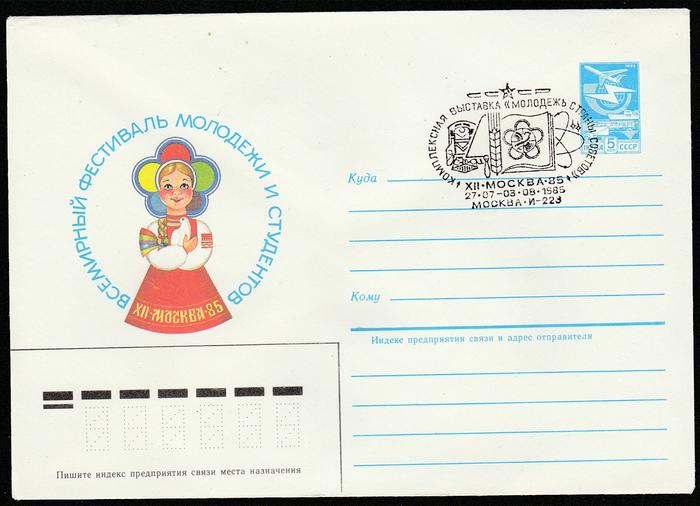 ВСЕМИРНЫЙ ФЕСТИВАЛЬ МОЛОДЕЖИ И СТУДЕНТОВ
XII·МОСКВА·85
КОМПЛЕКСНАЯ ВЫСТАВКА «МОЛОДЕЖЬ СТРАНЫ СОВЕТОВ»
XII·МОСКВА·85
27·07-03·08·1985
МОСКВА·И-223
5
СССР
Куда
Кому
Индекс предприятия связи и адрес отправителя
Пишите индекс предприятия связи места назначения